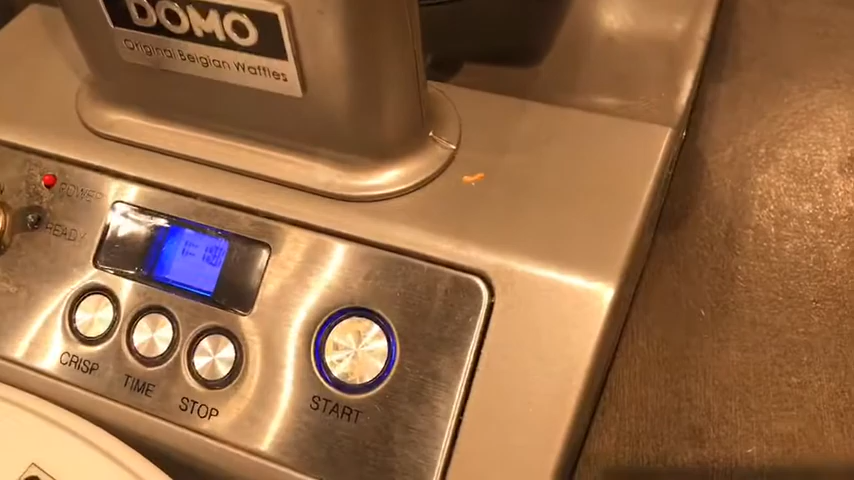 DOMO
Original Belgian Waffles
POWER
READY
CRISP
TIME
STOP
START